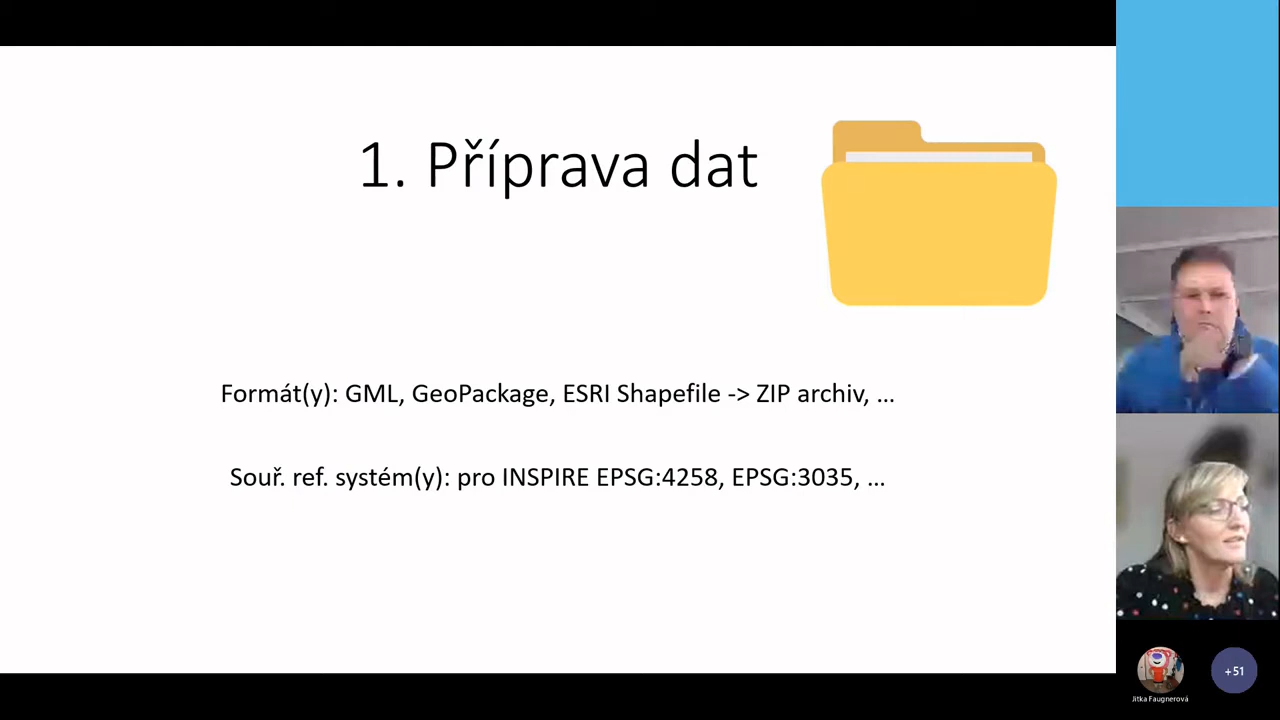 1. Příprava dat
Formát(y): GML, GeoPackage, ESRI Shapefile -> ZIP archiv, ...
Souř. ref. systém(y): pro INSPIRE EPSG:4258, EPSG:3035, ...
Jitka Faugnerová
+51